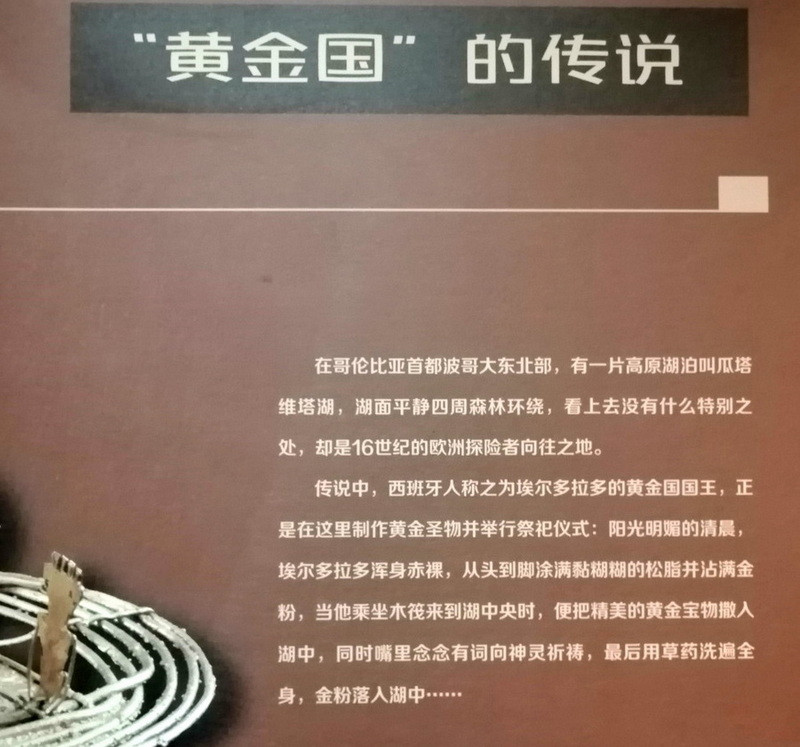 “黄金国”的传说
在哥伦比亚首都波哥大东北部，有一片高原湖泊叫瓜塔
维塔湖，湖面平静四周森林环绕，看上去没有什么特别之
处，却是16世纪的欧洲探险者向往之地。
传说中，西班牙人称之为埃尔多拉多的黄金国国王，正
是在这里制作黄金圣物并举行祭祀仪式：阳光明媚的清晨，
埃尔多拉多浑身赤裸，从头到脚涂满黏糊糊的松脂并沾满金
粉，当他乘坐木筏来到湖中央时，便把精美的黄金宝物撒入
湖中，同时嘴里念念有词向神灵祈祷，最后用草药洗遍全
身，金粉落入湖中……